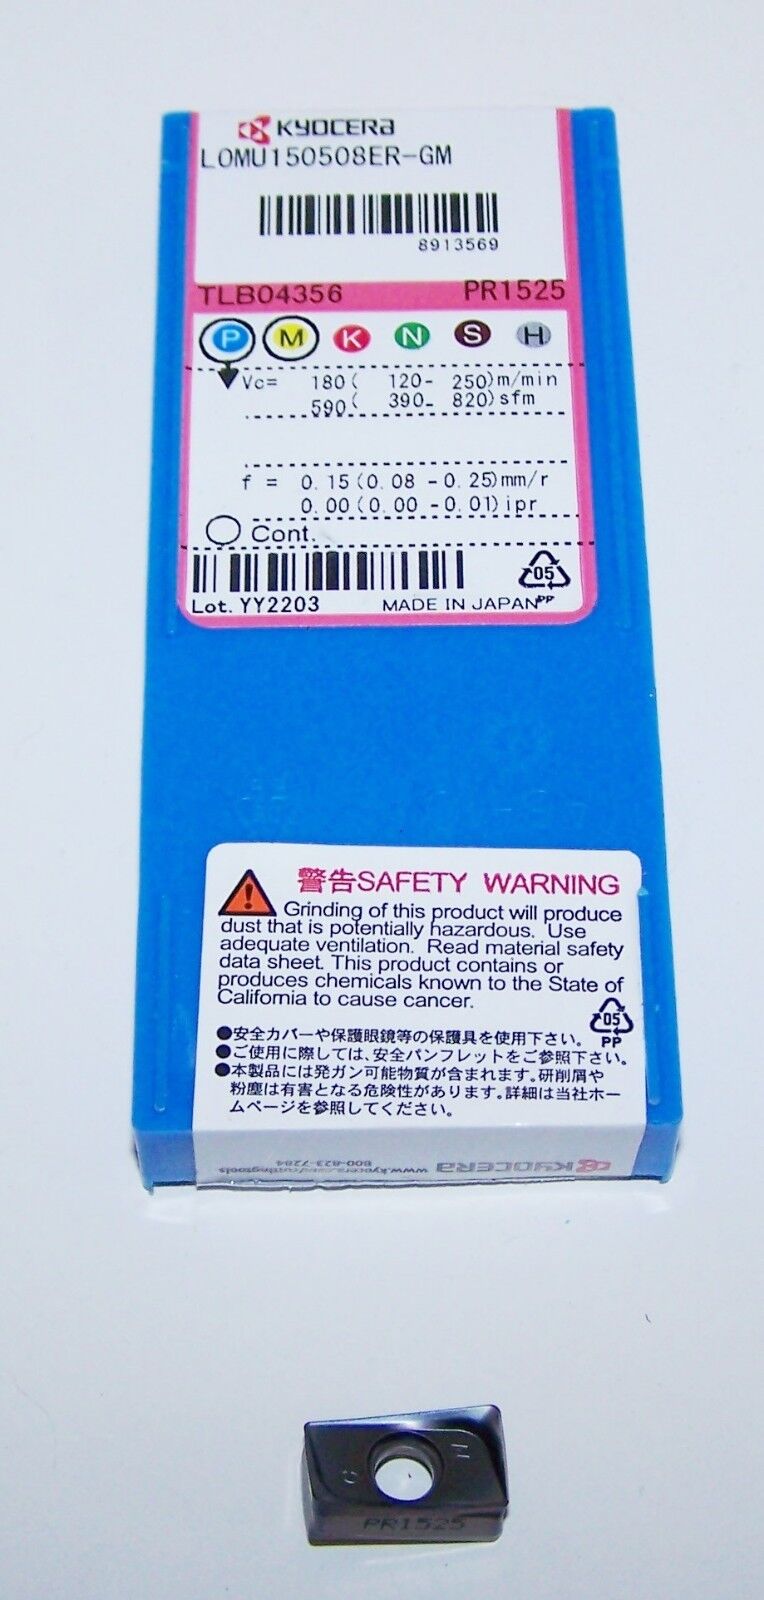 KYOCERA
LOMU150508ER-GM
8913569
TLB04356 PR1525
P M K N S H
Vc= 180( 120- 250)m/min
590( 390- 820)sfm
f = 0.15(0.08 -0.25)mm/r
0.00(0.00 -0.01)ipr
Cont.
05
PP
Lot. YY2203 MADE IN JAPAN
警告SAFETY WARNING
Grinding of this product will produce
dust that is potentially hazardous. Use
adequate ventilation. Read material safety
data sheet. This product contains or
produces chemicals known to the State of
California to cause cancer.
05
PP
●安全カバーや保護眼鏡等の保護具を使用下さい。
●ご使用に際しては、安全パンフレットをご参照下さい。
●本製品には発ガン可能物質が含まれます。研削屑や
粉塵は有害となる危険性があります。詳細は当社ホー
ムページを参照してください。
KYOCERA
www.kyocera.com/cuttingtools
800-823-7284
PR1525